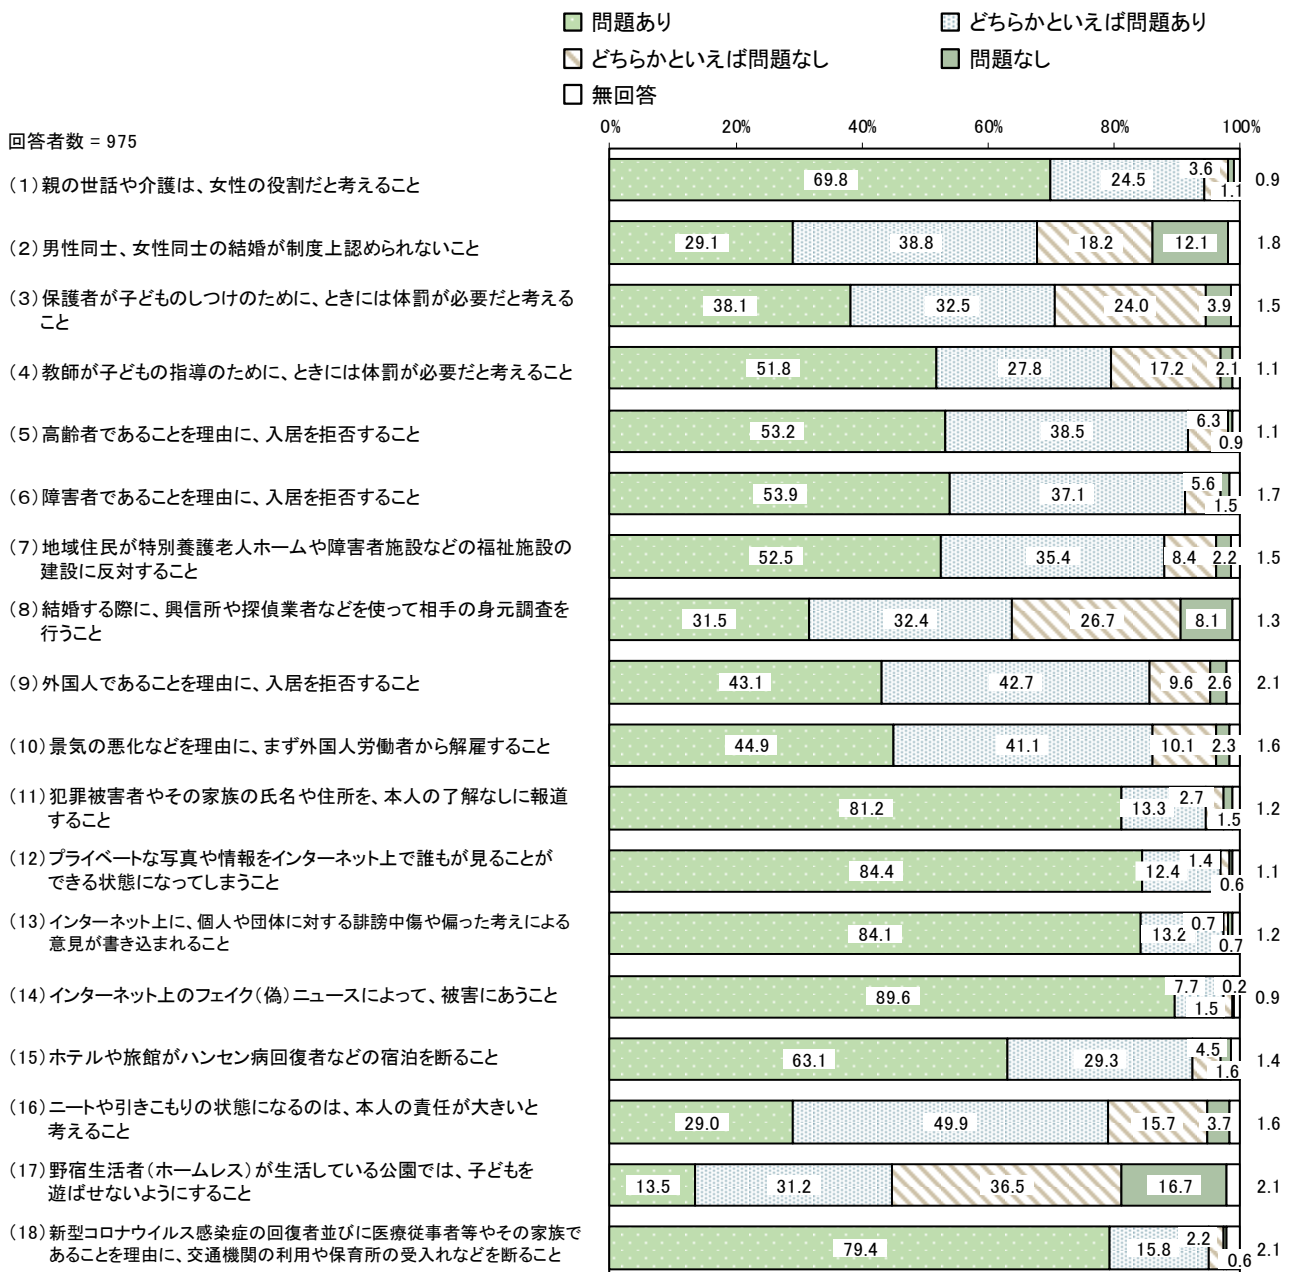 問題あり どちらかといえば問題あり
どちらかといえば問題なし 問題なし
無回答
0% 20% 40% 60% 80% 100%
回答者数 = 975
(1)親の世話や介護は、女性の役割だと考えること 69.8 24.5 3.6 1.1 0.9
(2)男性同士、女性同士の結婚が制度上認められないこと 29.1 38.8 18.2 12.1 1.8
(3)保護者が子どものしつけのために、ときには体罰が必要だと考える
こと 38.1 32.5 24.0 3.9 1.5
(4)教師が子どもの指導のために、ときには体罰が必要だと考えること 51.8 27.8 17.2 2.1 1.1
(5)高齢者であることを理由に、入居を拒否すること 53.2 38.5 6.3 0.9 1.1
(6)障害者であることを理由に、入居を拒否すること 53.9 37.1 5.6 1.5 1.7
(7)地域住民が特別養護老人ホームや障害者施設などの福祉施設の
建設に反対すること 52.5 35.4 8.4 2.2 1.5
(8)結婚する際に、興信所や探偵業者などを使って相手の身元調査を
行うこと 31.5 32.4 26.7 8.1 1.3
(9)外国人であることを理由に、入居を拒否すること 43.1 42.7 9.6 2.6 2.1
(10)景気の悪化などを理由に、まず外国人労働者から解雇すること 44.9 41.1 10.1 2.3 1.6
(11)犯罪被害者やその家族の氏名や住所を、本人の了解なしに報道
すること 81.2 13.3 2.7 1.5 1.2
(12)プライベートな写真や情報をインターネット上で誰もが見ることが
できる状態になってしまうこと 84.4 12.4 1.4 0.6 1.1
(13)インターネット上に、個人や団体に対する誹謗中傷や偏った考えによる
意見が書き込まれること 84.1 13.2 0.7 0.7 1.2
(14)インターネット上のフェイク(偽)ニュースによって、被害にあうこと 89.6 7.7 1.5 0.2 0.9
(15)ホテルや旅館がハンセン病回復者などの宿泊を断ること 63.1 29.3 4.5 1.6 1.4
(16)ニートや引きこもりの状態になるのは、本人の責任が大きいと
考えること 29.0 49.9 15.7 3.7 1.6
(17)野宿生活者(ホームレス)が生活している公園では、子どもを
遊ばせないようにすること 13.5 31.2 36.5 16.7 2.1
(18)新型コロナウイルス感染症の回復者並びに医療従事者等やその家族で
あることを理由に、交通機関の利用や保育所の受入れなどを断ること 79.4 15.8 2.2 0.6 2.1